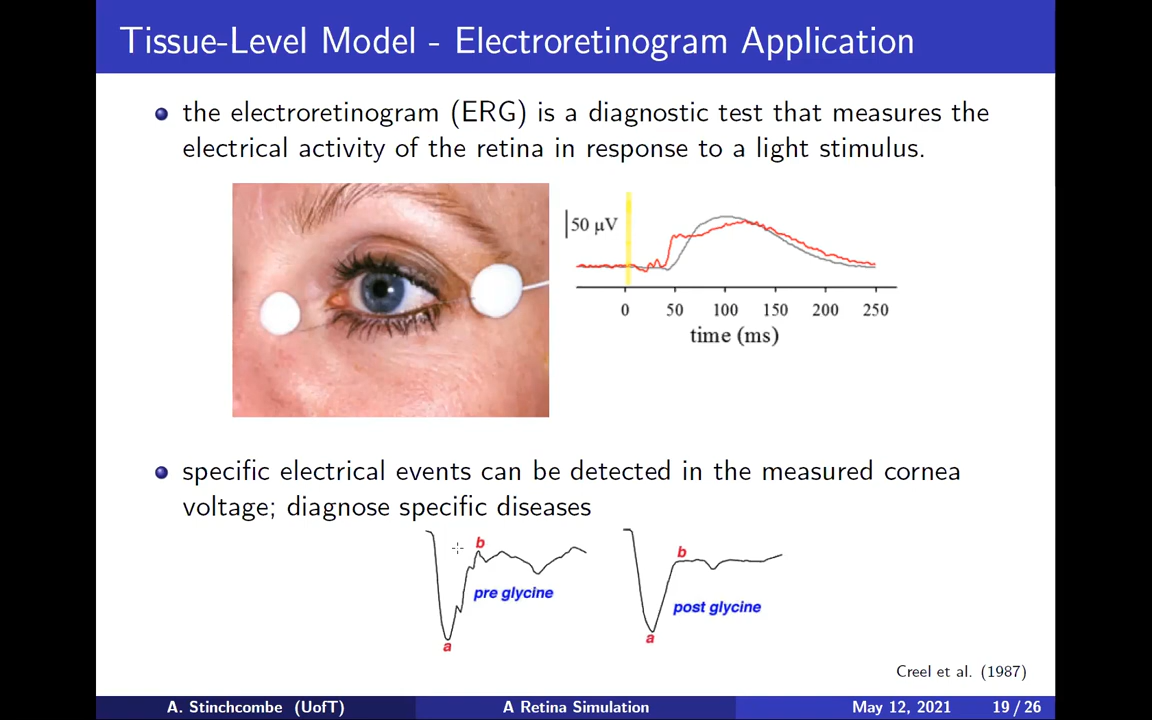 Tissue-Level Model - Electroretinogram Application
the electroretinogram (ERG) is a diagnostic test that measures the
electrical activity of the retina in response to a light stimulus.
50 μV
0 50 100 150 200 250
time (ms)
specific electrical events can be detected in the measured cornea
voltage; diagnose specific diseases
b
pre glycine
a
b
post glycine
a
Creel et al. (1987)
A. Stinchcombe (UofT) A Retina Simulation May 12, 2021 19 / 26